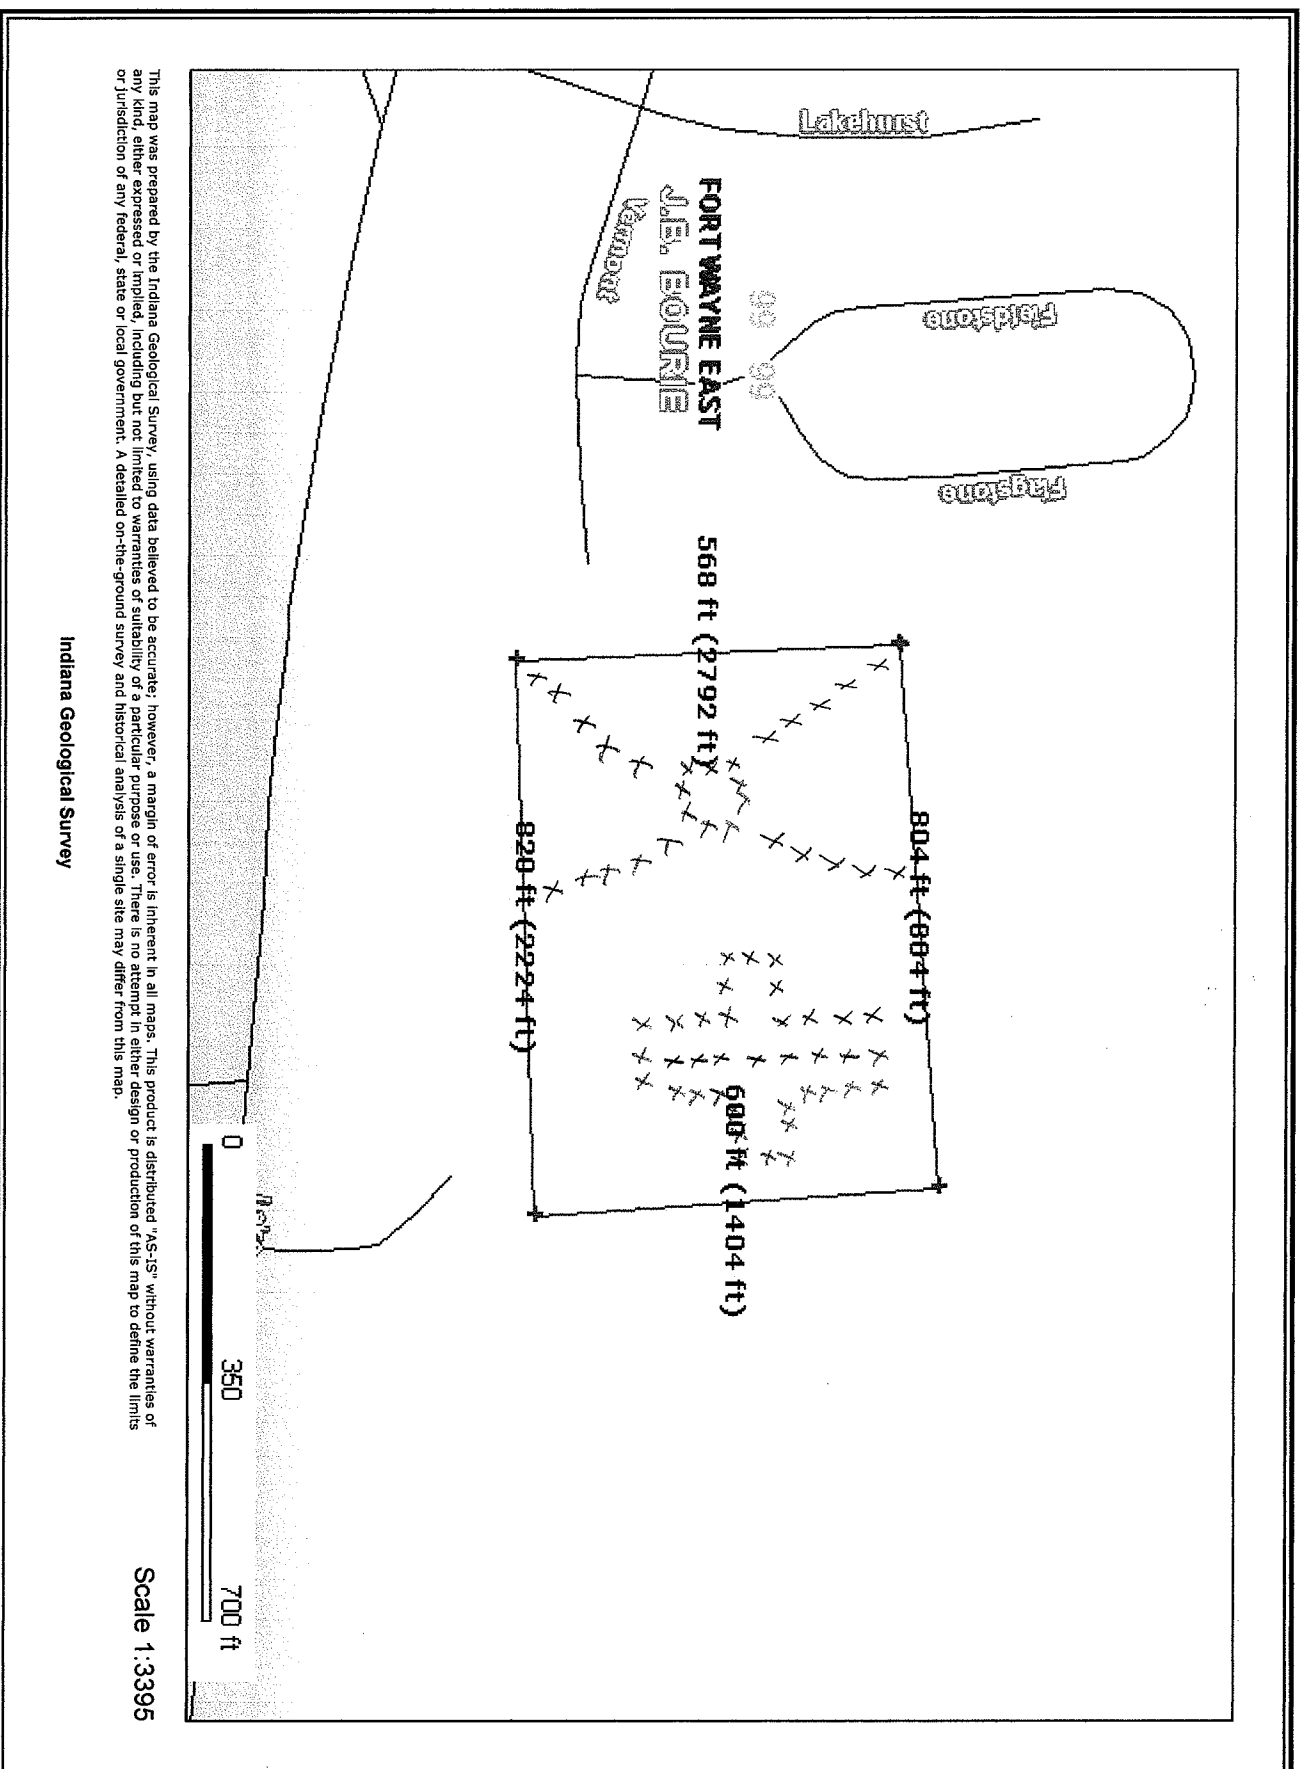 Lakehurst
Fieldstone
Flagstone
99 99
FORT WAYNE EAST
J.E. BOURIE
Vermont
568 ft (2792 ft)
804 ft (804 ft)
820 ft (2224 ft)
600 ft (1404 ft)
0 350 700 ft
Scale 1:3395
This map was prepared by the Indiana Geological Survey, using data believed to be accurate; however, a margin of error is inherent in all maps. This product is distributed "AS-IS" without warranties of
any kind, either expressed or implied, including but not limited to warranties of suitability of a particular purpose or use. There is no attempt in either design or production of this map to define the limits
or jurisdiction of any federal, state or local government. A detailed on-the-ground survey and historical analysis of a single site may differ from this map.
Indiana Geological Survey